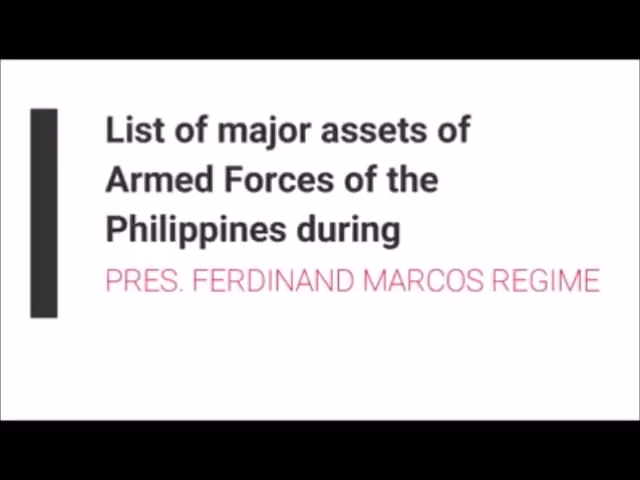 List of major assets of
Armed Forces of the
Philippines during
PRES. FERDINAND MARCOS REGIME